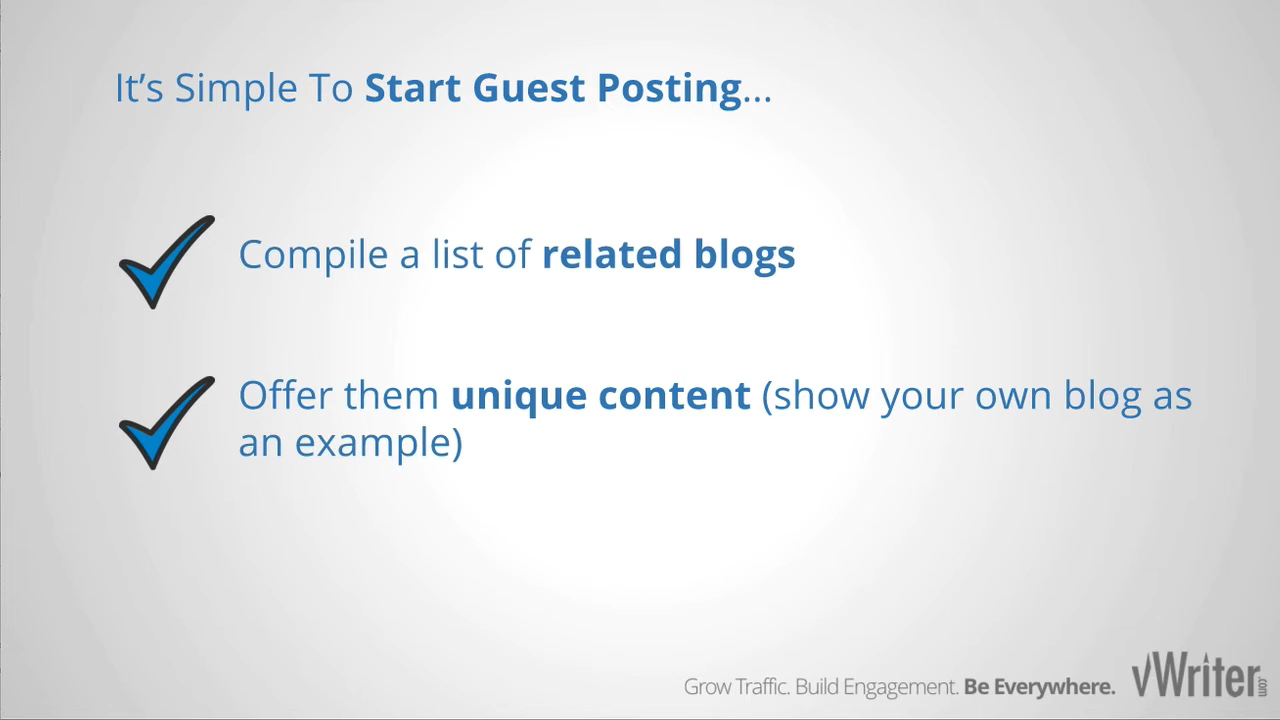 It’s Simple To Start Guest Posting...
Compile a list of related blogs
Offer them unique content (show your own blog as
an example)
Grow Traffic. Build Engagement. Be Everywhere.
vWriter.com